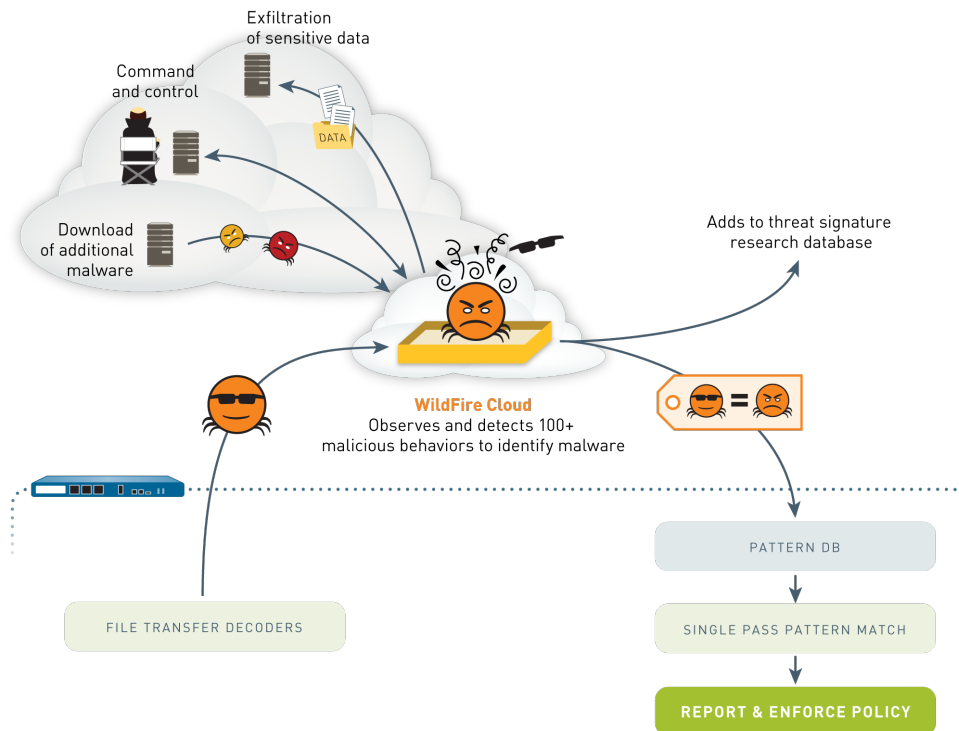 Exfiltration
of sensitive data
Command
and control
DATA
Download
of additional
malware
Adds to threat signature
research database
WildFire Cloud
Observes and detects 100+
malicious behaviors to identify malware
=
PATTERN DB
FILE TRANSFER DECODERS
SINGLE PASS PATTERN MATCH
REPORT & ENFORCE POLICY